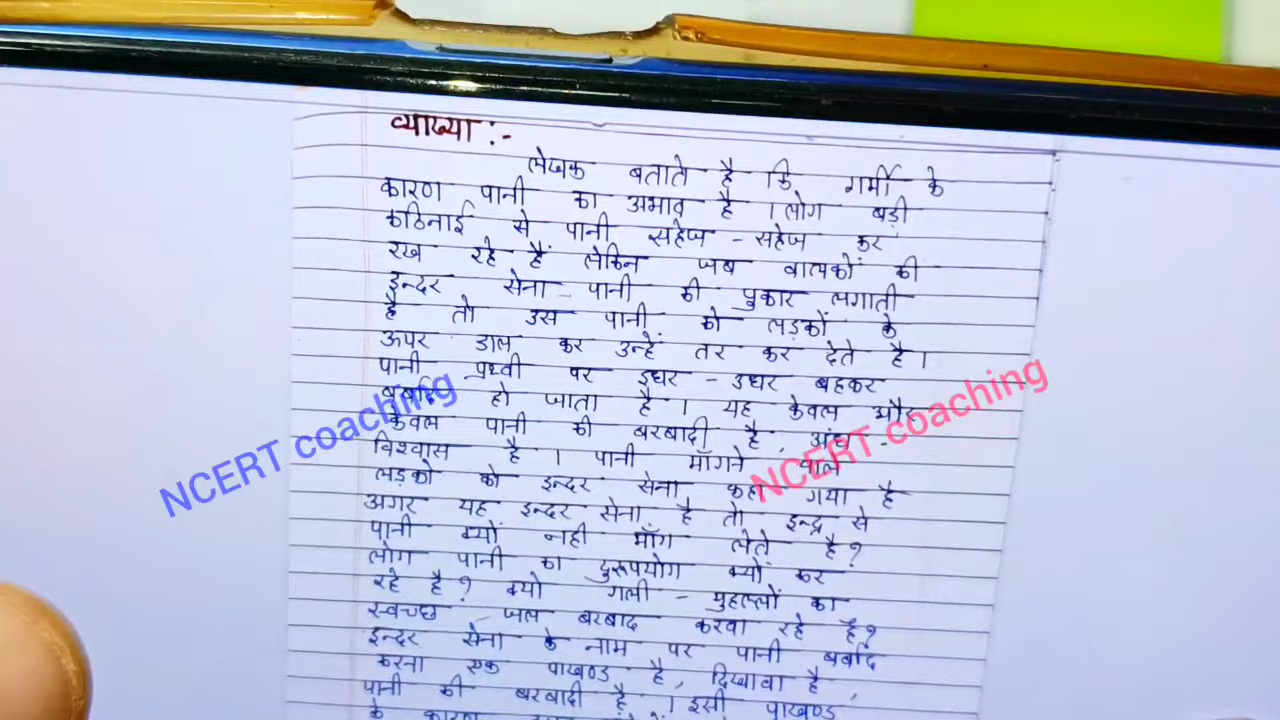 व्याख्या :-
लेखक बताते है कि गर्मी के
कारण पानी का अभाव है । लोग बड़ी
कठिनाई से पानी सहेज - सहेज कर
रख रहे हैं लेकिन जब बालकों की
इन्दर सेना पानी की पुकार लगाती
है तो उस पानी को लड़कों के
ऊपर डाल कर उन्हें तर कर देते है ।
पानी पृथ्वी पर इधर - उधर बहकर
बर्बाद हो जाता है । यह केवल और
केवल पानी की बरबादी है , अंध -
विश्वास है । पानी माँगने वाले
लड़को को इन्दर सेना कहा गया है
अगर यह इन्दर सेना है तो इन्द्र से
पानी क्यों नही माँग लेते है ?
लोग पानी का दुरूपयोग क्यों कर
रहे है ? क्यो गली - मुहल्लों का
स्वच्छ जल बरबाद करवा रहे है ?
इन्दर सेना के नाम पर पानी बर्बाद
करना एक पाखण्ड है , दिखावा है ,
पानी की बरबादी है । इसी पाखण्ड
के कारण
NCERT coaching
NCERT coaching